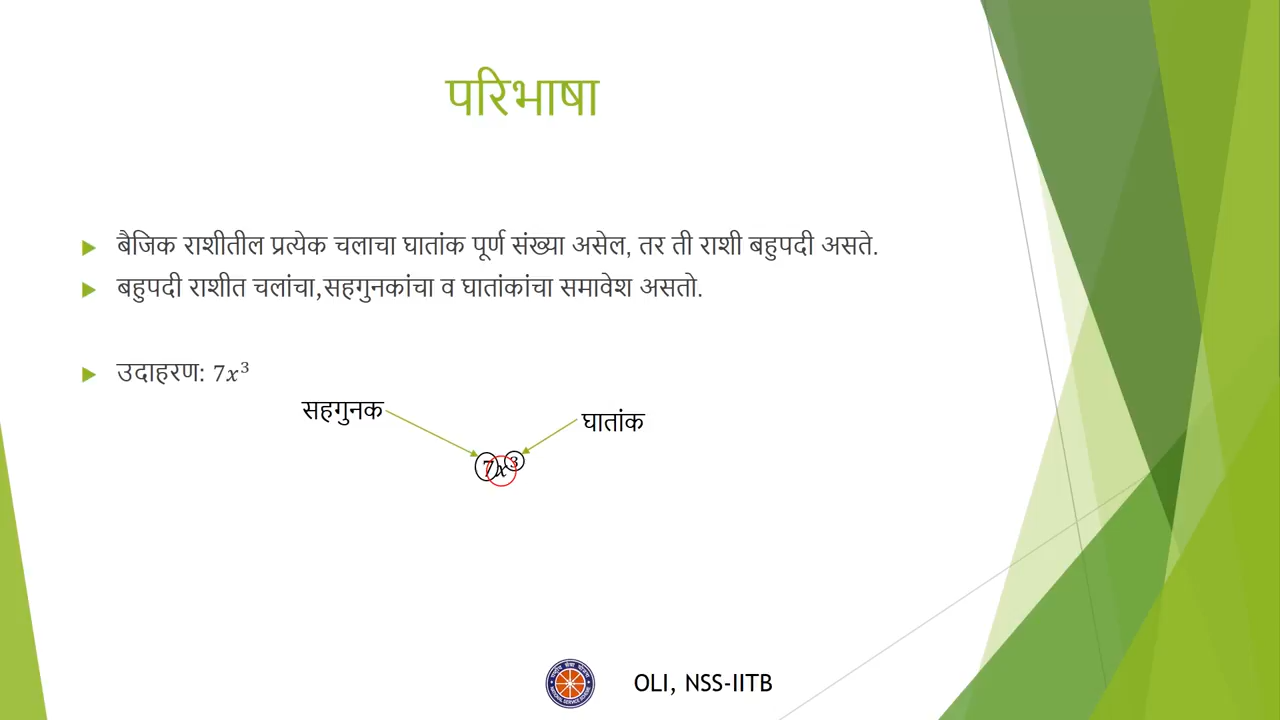 परिभाषा
बैजिक राशीतील प्रत्येक चलाचा घातांक पूर्ण संख्या असेल, तर ती राशी बहुपदी असते.
बहुपदी राशीत चलांचा,सहगुनकांचा व घातांकांचा समावेश असतो.
उदाहरण: 7x³
सहगुनक
घातांक
7x³
OLI, NSS-IITB